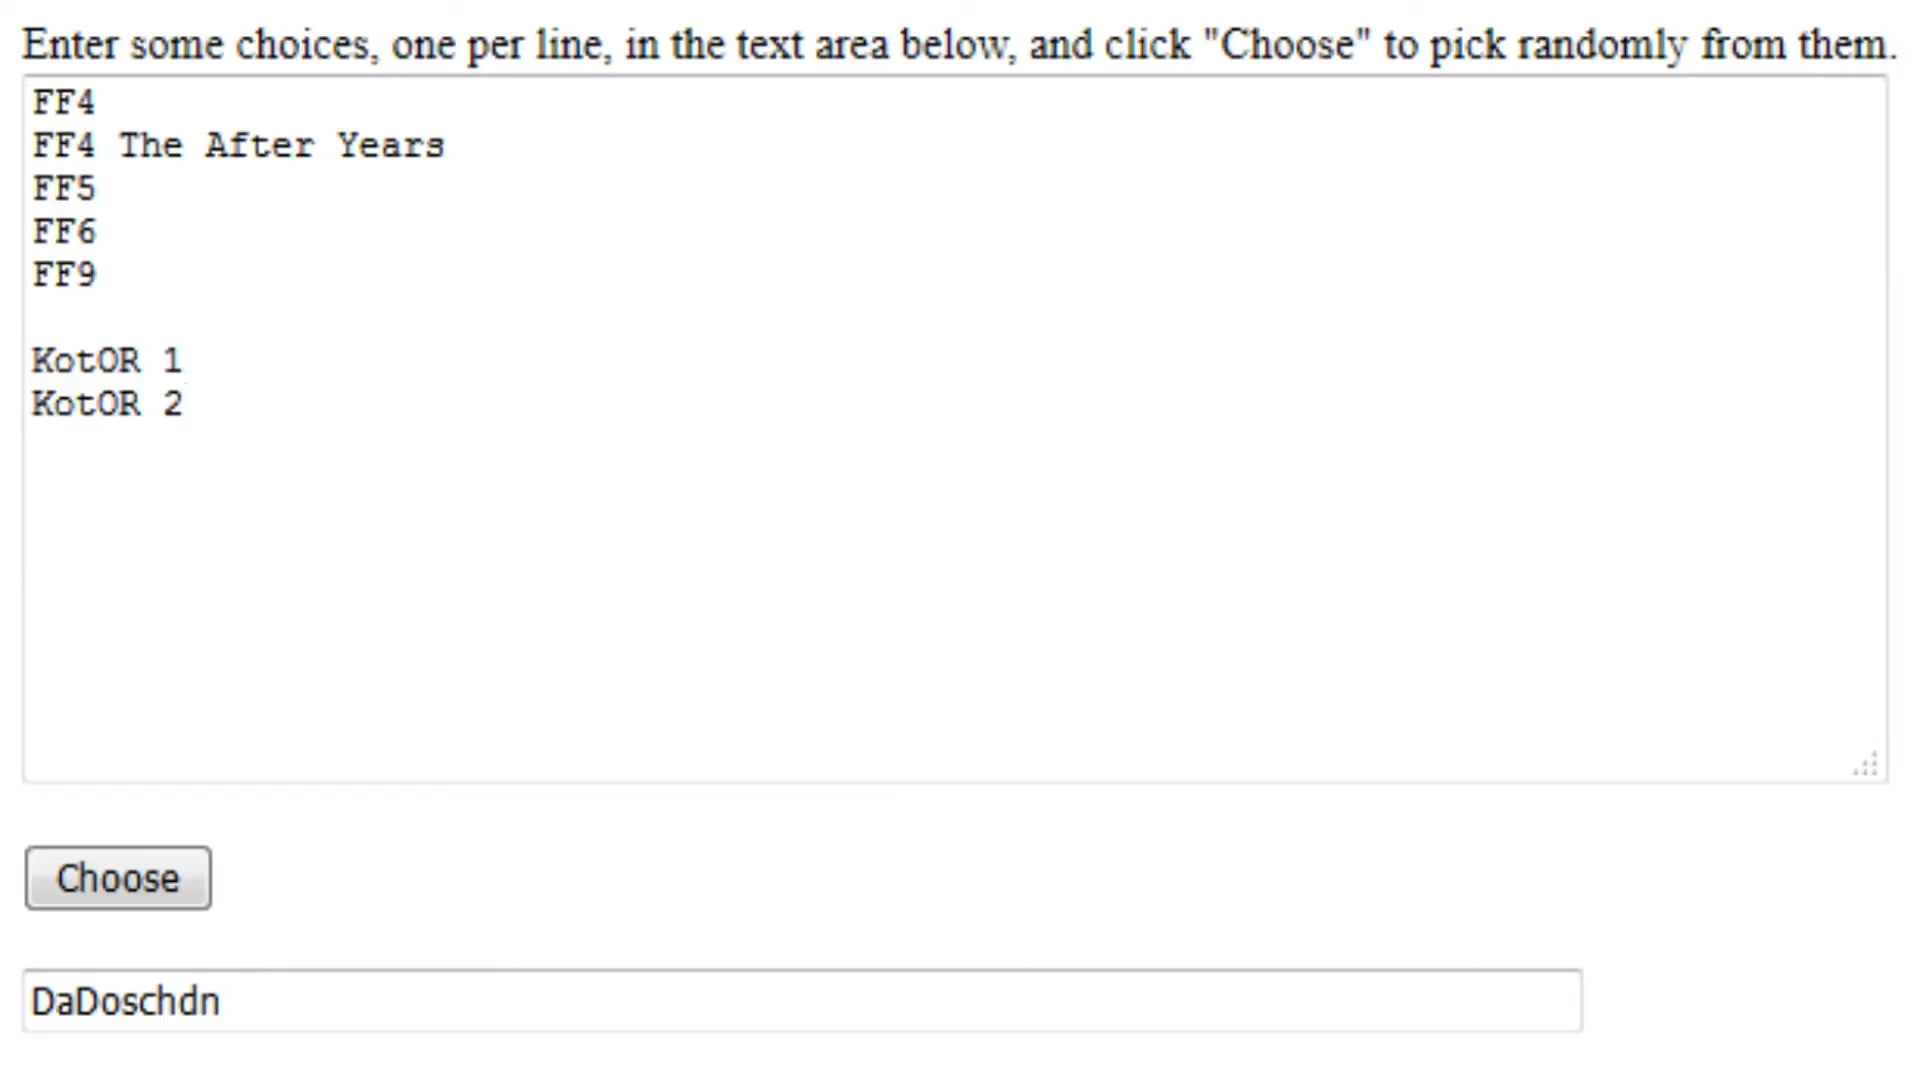 Enter some choices, one per line, in the text area below, and click "Choose" to pick randomly from them.
FF4
FF4 The After Years
FF5
FF6
FF9
KotOR 1
KotOR 2
Choose
DaDoschdn